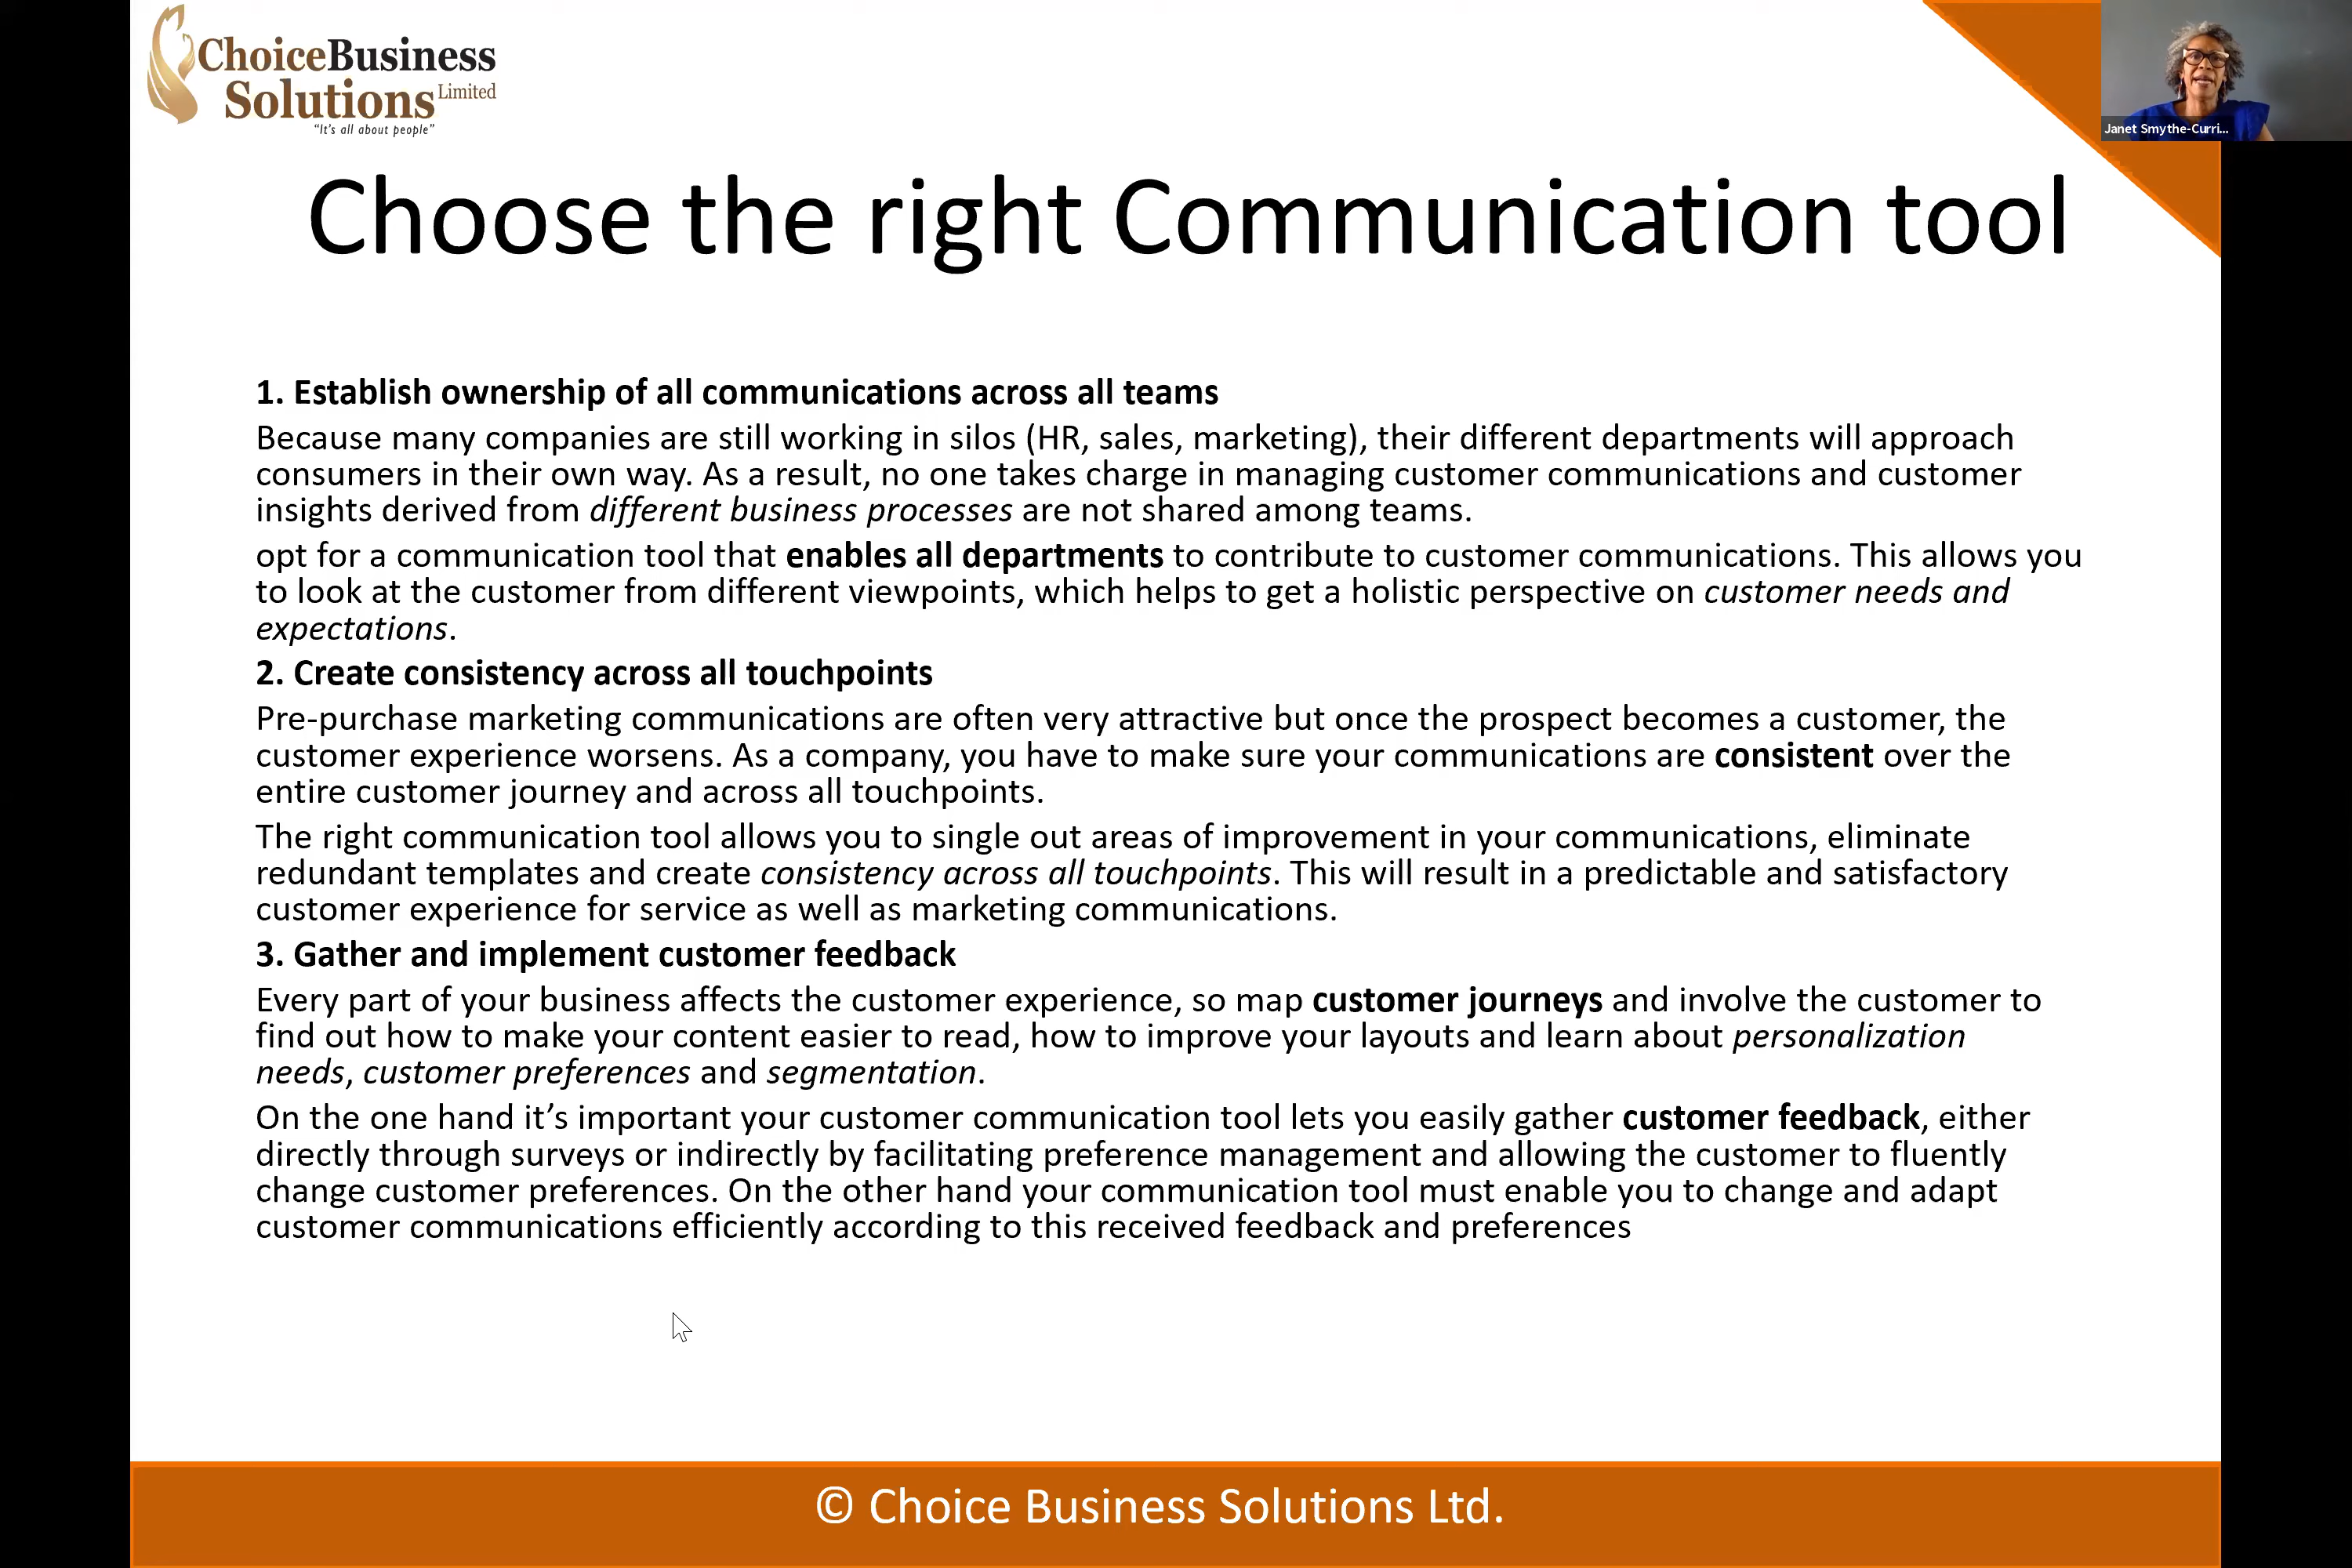 ChoiceBusiness
Solutions Limited
"It's all about people"
Janet Smythe-Curri...
Choose the right Communication tool
1. Establish ownership of all communications across all teams
Because many companies are still working in silos (HR, sales, marketing), their different departments will approach
consumers in their own way. As a result, no one takes charge in managing customer communications and customer
insights derived from different business processes are not shared among teams.
opt for a communication tool that enables all departments to contribute to customer communications. This allows you
to look at the customer from different viewpoints, which helps to get a holistic perspective on customer needs and
expectations.
2. Create consistency across all touchpoints
Pre-purchase marketing communications are often very attractive but once the prospect becomes a customer, the
customer experience worsens. As a company, you have to make sure your communications are consistent over the
entire customer journey and across all touchpoints.
The right communication tool allows you to single out areas of improvement in your communications, eliminate
redundant templates and create consistency across all touchpoints. This will result in a predictable and satisfactory
customer experience for service as well as marketing communications.
3. Gather and implement customer feedback
Every part of your business affects the customer experience, so map customer journeys and involve the customer to
find out how to make your content easier to read, how to improve your layouts and learn about personalization
needs, customer preferences and segmentation.
On the one hand it’s important your customer communication tool lets you easily gather customer feedback, either
directly through surveys or indirectly by facilitating preference management and allowing the customer to fluently
change customer preferences. On the other hand your communication tool must enable you to change and adapt
customer communications efficiently according to this received feedback and preferences
© Choice Business Solutions Ltd.